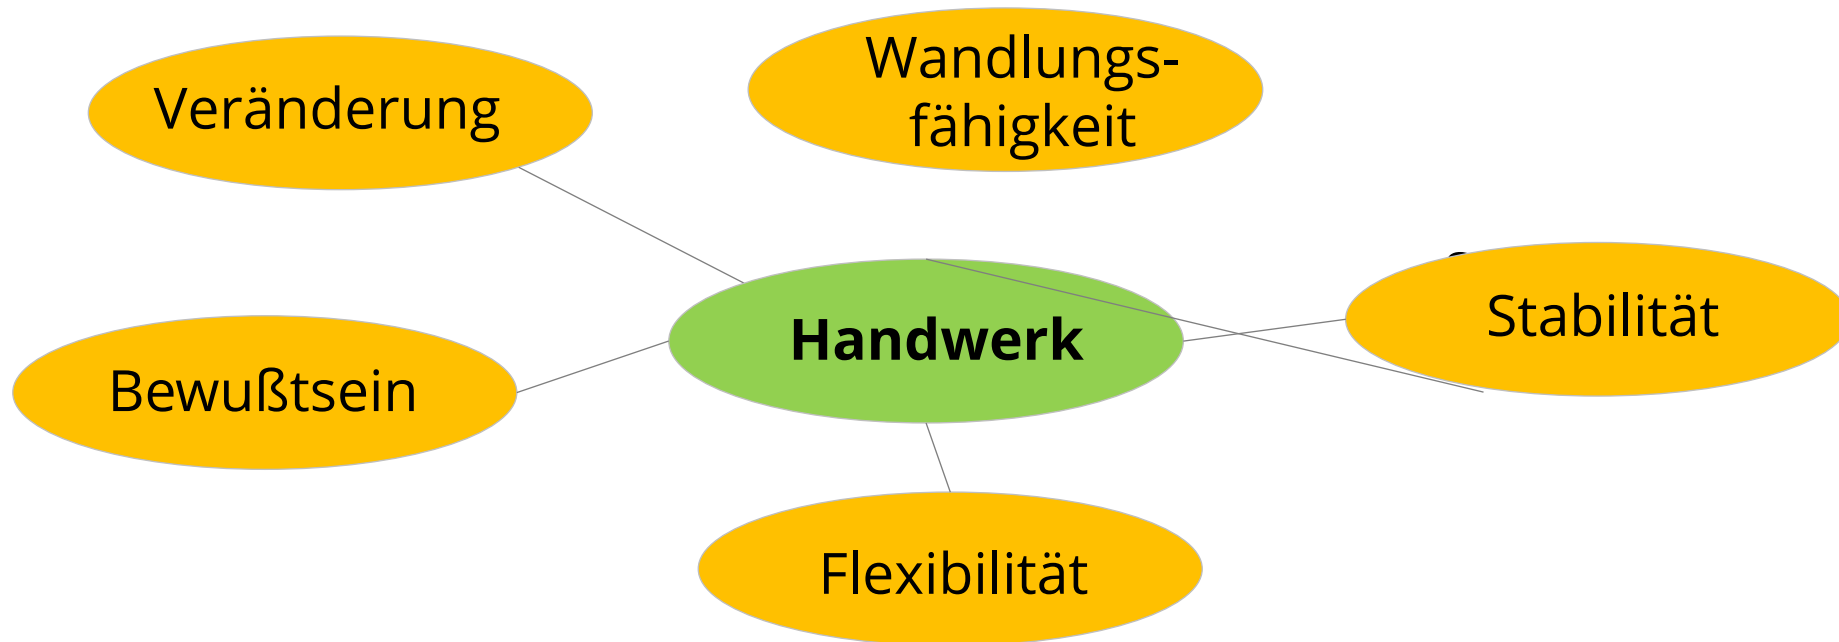 Wandlungs-
fähigkeit
Veränderung
Stabilität
Handwerk
Bewußtsein
Flexibilität